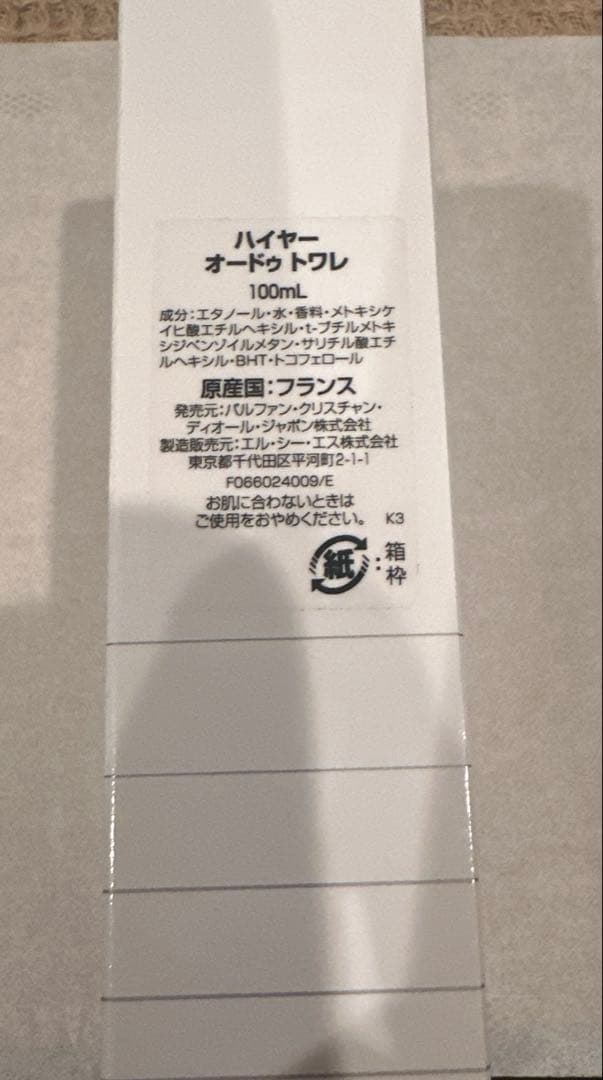 ハイヤー
オードゥ トワレ
100mL
成分：エタノール・水・香料・メトキシケ
イヒ酸エチルヘキシル・t-ブチルメトキ
シジベンゾイルメタン・サリチル酸エチ
ルヘキシル・BHT・トコフェロール
原産国：フランス
発売元：パルファン・クリスチャン・
ディオール・ジャポン株式会社
製造販売元：エル・シー・エス株式会社
東京都千代田区平河町2-1-1
F066024009/E
お肌に合わないときは
ご使用をおやめください。 K3
紙：箱
枠